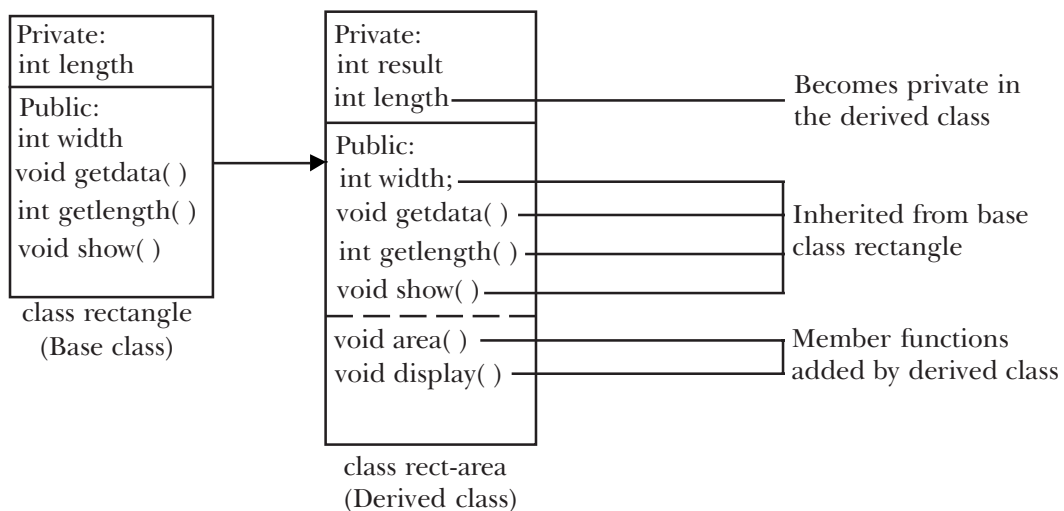 Private:
int length
Public:
int width
void getdata( )
int getlength( )
void show( )
class rectangle
(Base class)
Private:
int result
int length
Public:
int width;
void getdata( )
int getlength( )
void show( )
void area( )
void display( )
class rect-area
(Derived class)
Becomes private in
the derived class
Inherited from base
class rectangle
Member functions
added by derived class